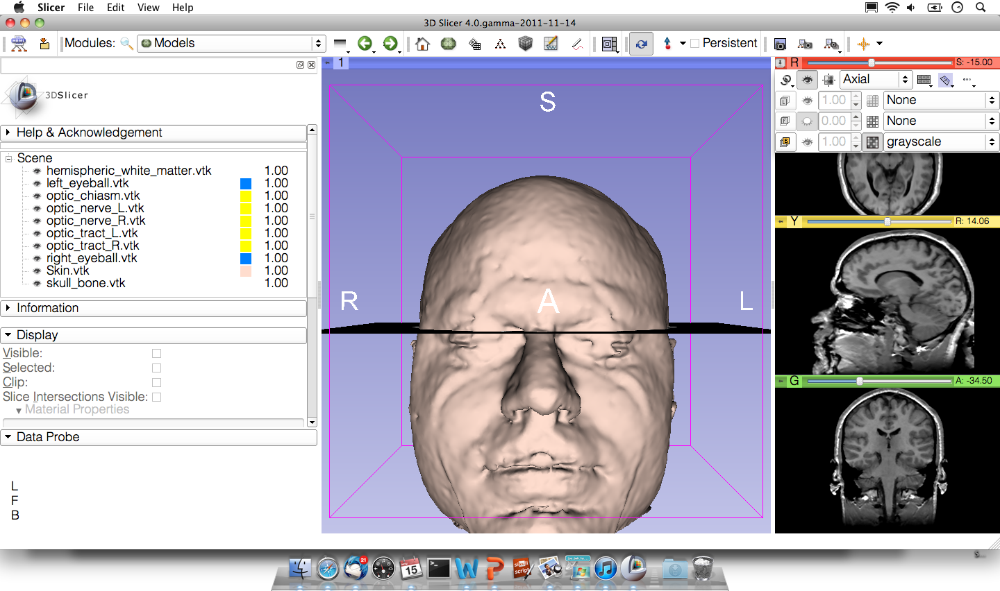 Slicer File Edit View Help
3D Slicer 4.0.gamma-2011-11-14
Modules: Models Persistent
3DSlicer
Help & Acknowledgement
Scene
hemispheric_white_matter.vtk 1.00
left_eyeball.vtk 1.00
optic_chiasm.vtk 1.00
optic_nerve_L.vtk 1.00
optic_nerve_R.vtk 1.00
optic_tract_L.vtk 1.00
optic_tract_R.vtk 1.00
right_eyeball.vtk 1.00
Skin.vtk 1.00
skull_bone.vtk 1.00
Information
Display
Visible:
Selected:
Clip:
Slice Intersections Visible:
Material Properties
Data Probe
L
F
B
1
S
R A L
R S: -15.00
Axial
1.00 None
0.00 None
1.00 grayscale
Y R: 14.06
G A: -34.50
S...
21
NOV
15
W
P
script